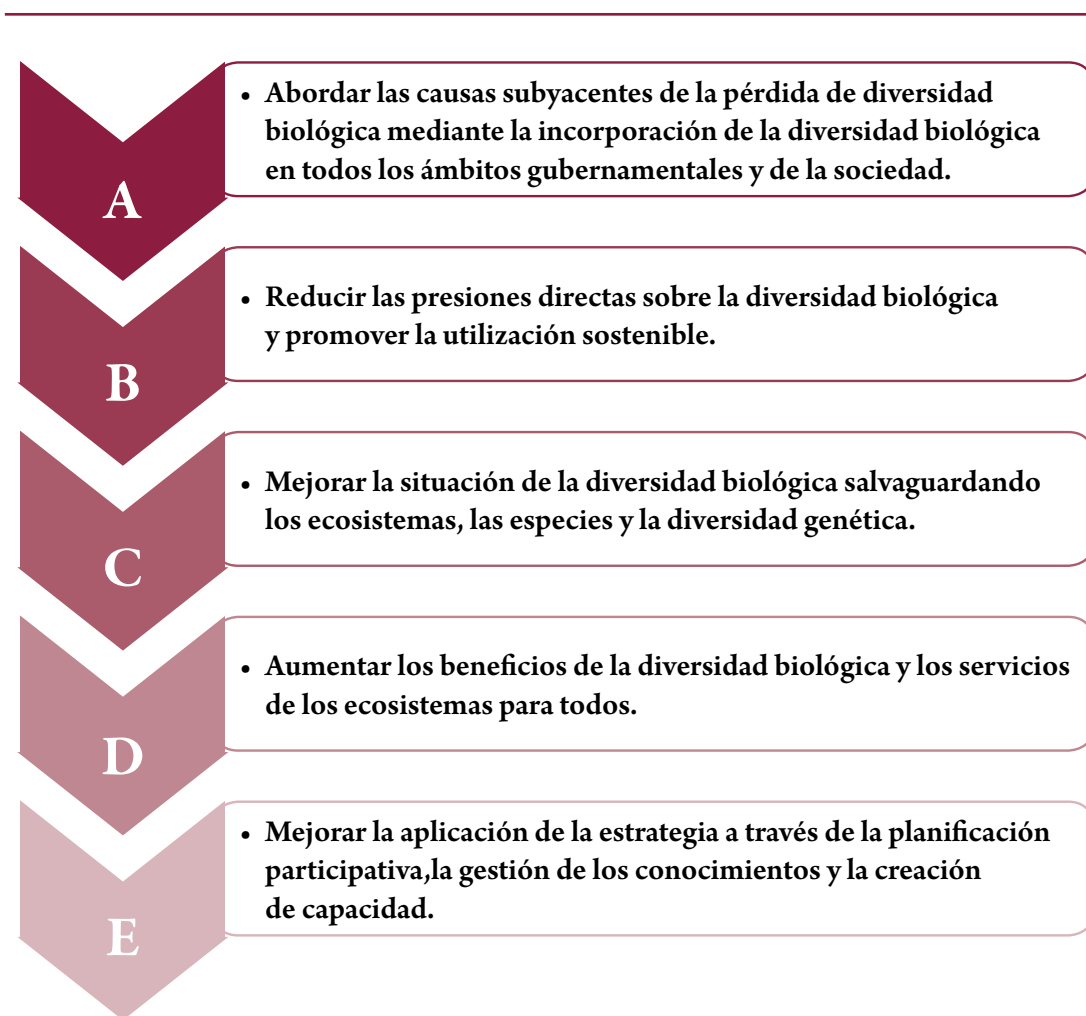 A
• Abordar las causas subyacentes de la pérdida de diversidad
biológica mediante la incorporación de la diversidad biológica
en todos los ámbitos gubernamentales y de la sociedad.
B
• Reducir las presiones directas sobre la diversidad biológica
y promover la utilización sostenible.
C
• Mejorar la situación de la diversidad biológica salvaguardando
los ecosistemas, las especies y la diversidad genética.
D
• Aumentar los beneficios de la diversidad biológica y los servicios
de los ecosistemas para todos.
E
• Mejorar la aplicación de la estrategia a través de la planificación
participativa,la gestión de los conocimientos y la creación
de capacidad.